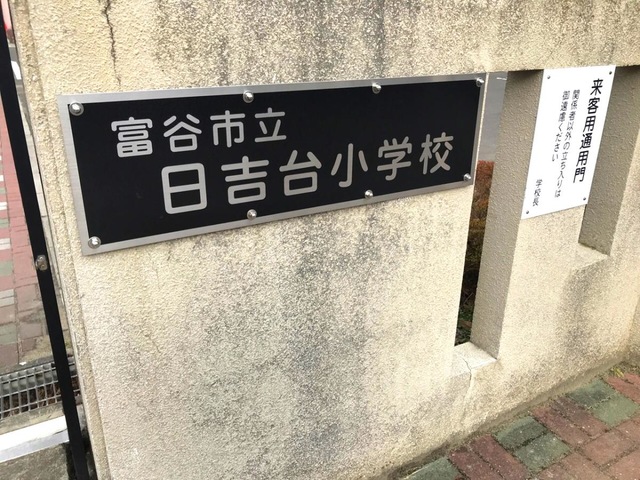 富谷市立
日吉台小学校
来客用通用門
関係者以外の立ち入りは
御遠慮ください
学校長